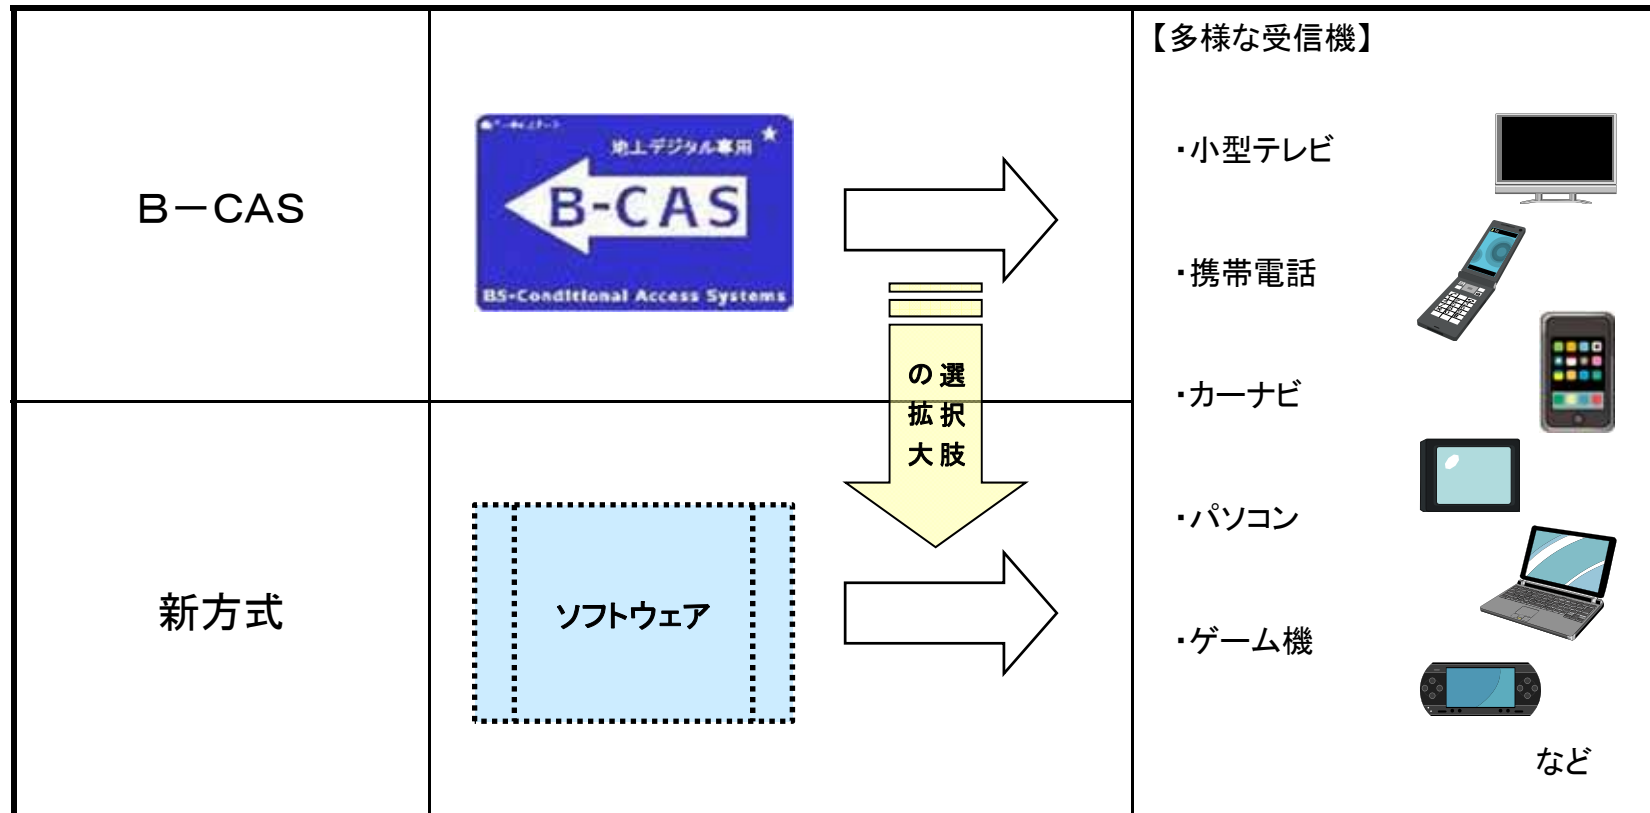 B－CAS
地上デジタル専用
B-CAS
BS-Conditional Access Systems
選択肢
の拡大
新方式
ソフトウェア
【多様な受信機】
・小型テレビ
・携帯電話
・カーナビ
・パソコン
・ゲーム機
など